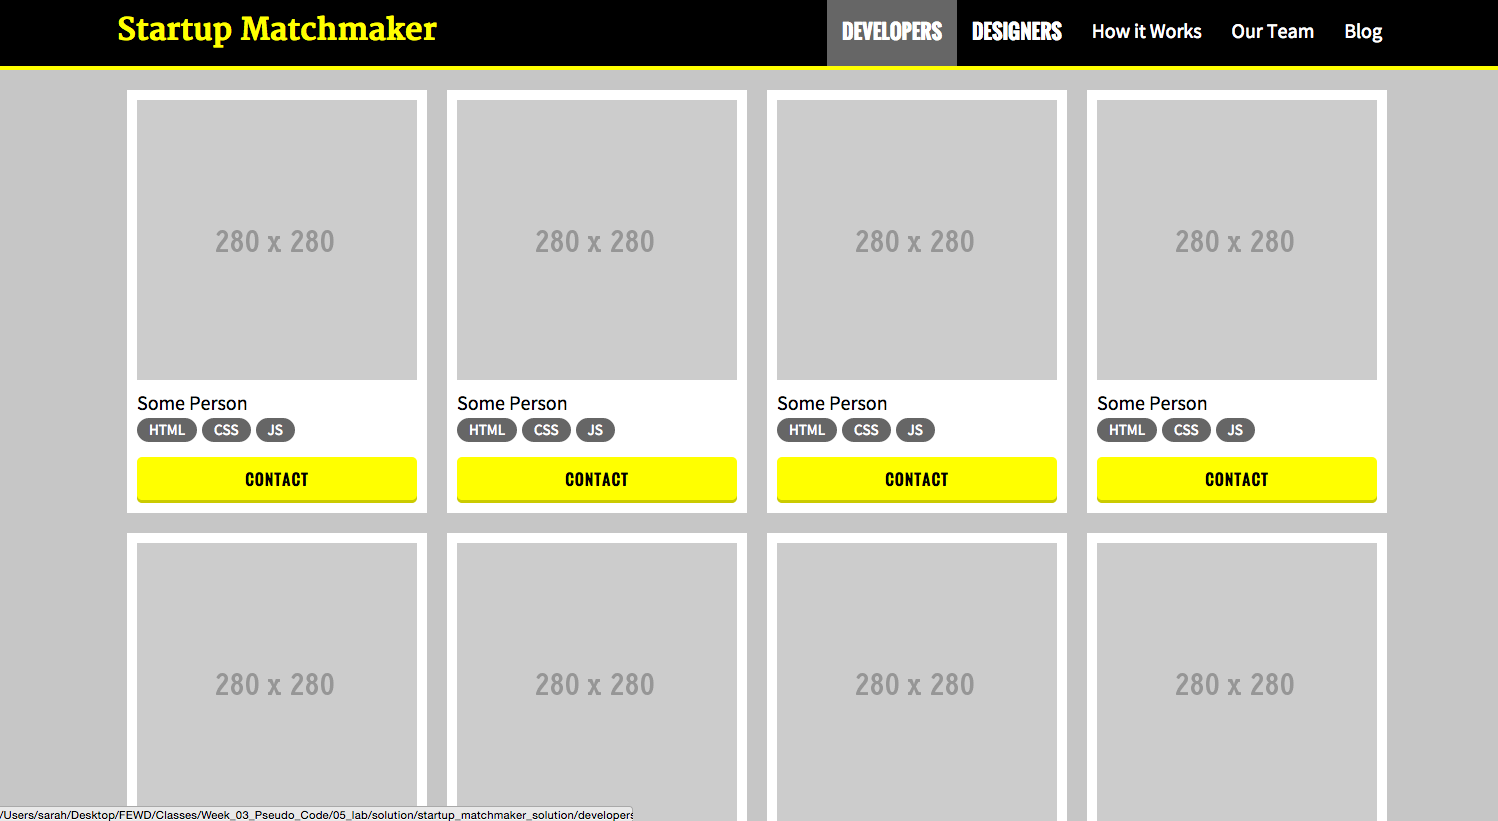 Startup Matchmaker DEVELOPERS DESIGNERS How it Works Our Team Blog
280 x 280 280 x 280 280 x 280 280 x 280
Some Person Some Person Some Person Some Person
HTML CSS JS HTML CSS JS HTML CSS JS HTML CSS JS
CONTACT CONTACT CONTACT CONTACT
280 x 280 280 x 280 280 x 280 280 x 280
/Users/sarah/Desktop/FEWD/Classes/Week_03_Pseudo_Code/05_lab/solution/startup_matchmaker_solution/developers